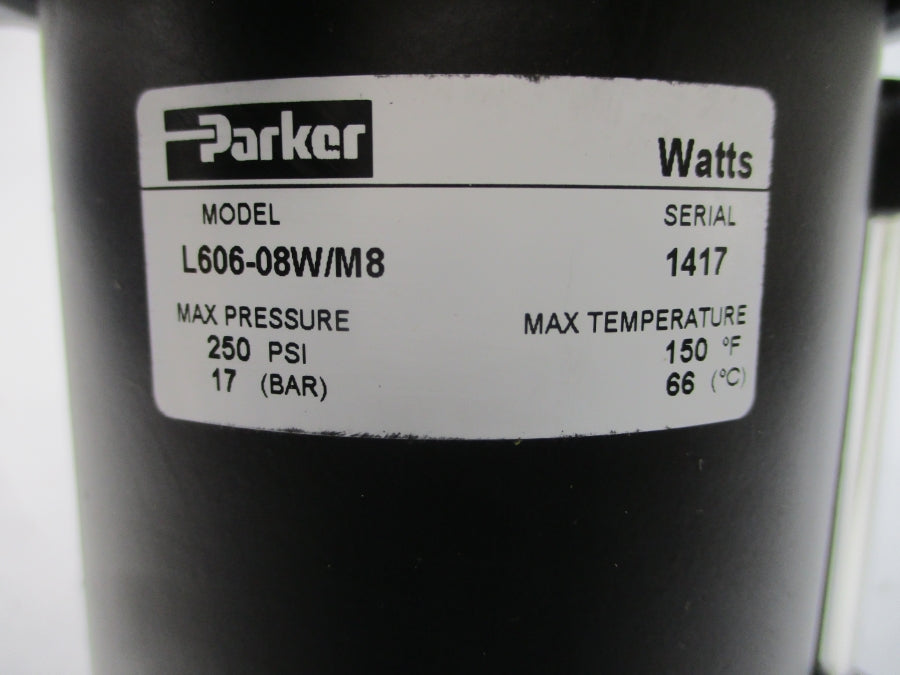 Parker
Watts
MODEL SERIAL
L606-08W/M8 1417
MAX PRESSURE MAX TEMPERATURE
250 PSI 150 °F
17 (BAR) 66 (°C)